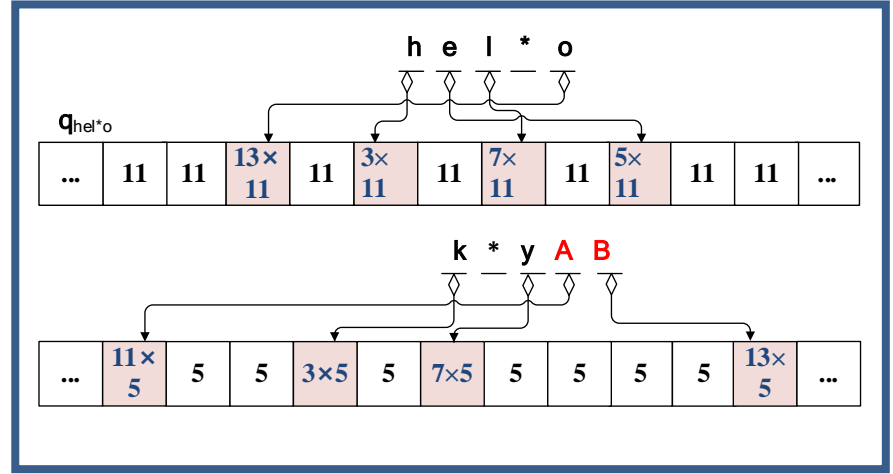 h e l * o
q hel*o
... 11 11 13× 11 11 3× 11 11 7× 11 11 5× 11 11 11 ...
k * y A B
... 11× 5 5 5 3×5 5 7×5 5 5 5 5 13× 5 ...